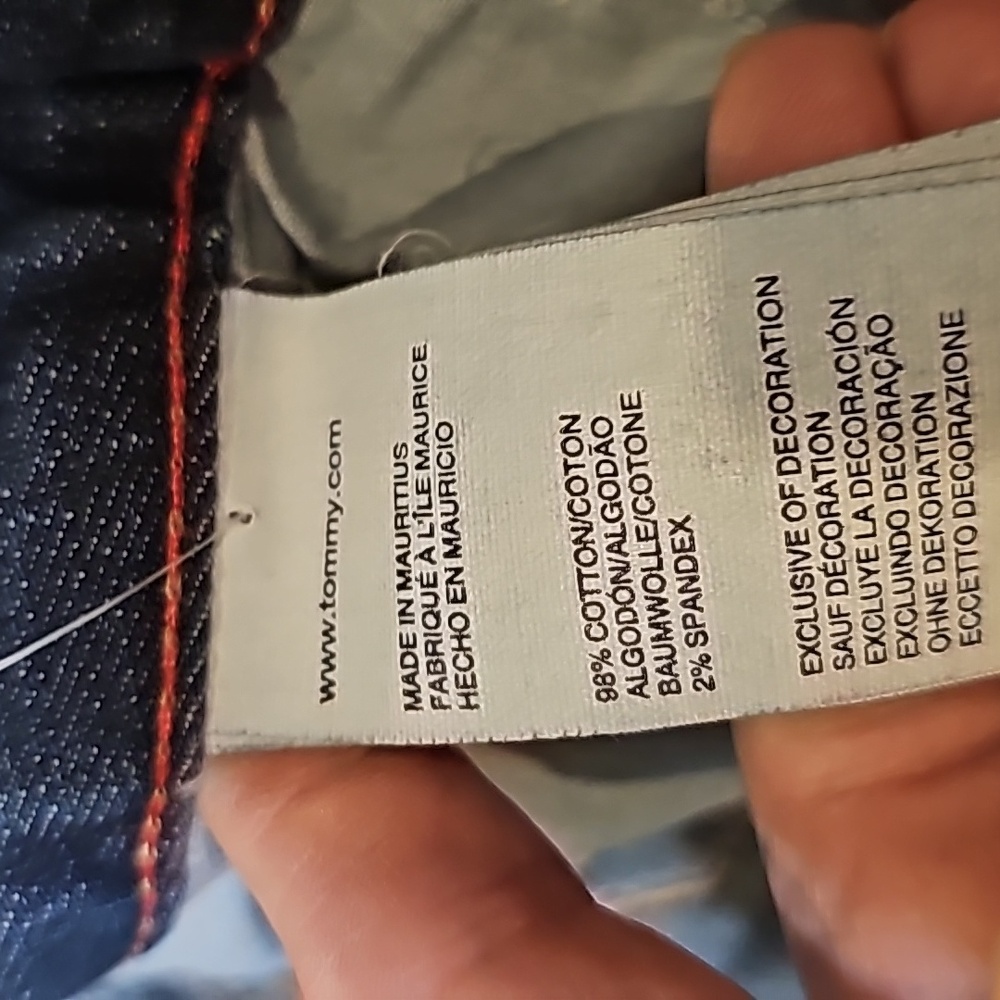 www.tommy.com
MADE IN MAURITIUS
FABRIQUÉ À L'ÎLE MAURICE
HECHO EN MAURICIO
98% COTTON/COTON
ALGODÓN/ALGODÃO
BAUMWOLLE/COTONE
2% SPANDEX
EXCLUSIVE OF DECORATION
SAUF DÉCORATION
EXCLUYE LA DECORACIÓN
EXCLUINDO DECORAÇÃO
OHNE DEKORATION
ECCETTO DECORAZIONE